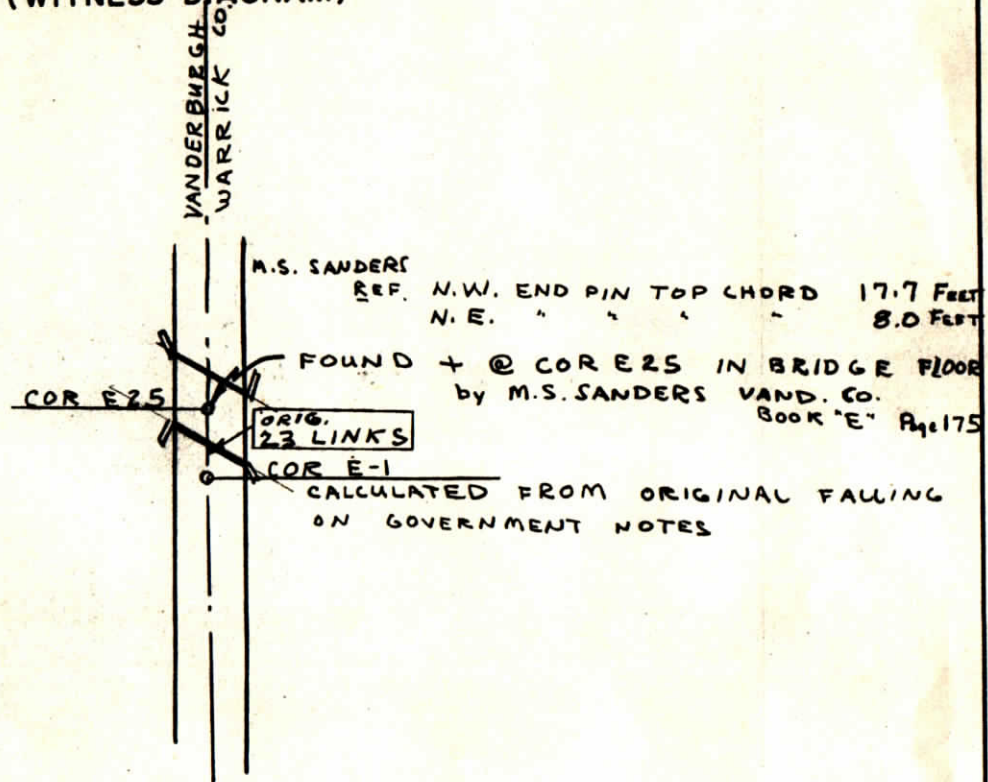 (WITNESS DIAGRAM)
VANDERBURGH
WARRICK CO.
M.S. SANDERS
REF. N.W. END PIN TOP CHORD 17.7 FEET
N.E. " " " " 8.0 FEET
FOUND + @ COR E25 IN BRIDGE FLOOR
by M.S. SANDERS VAND. CO.
BOOK "E" Page 175
COR E25
ORIG.
23 LINKS
COR E-1
CALCULATED FROM ORIGINAL FALLING
ON GOVERNMENT NOTES